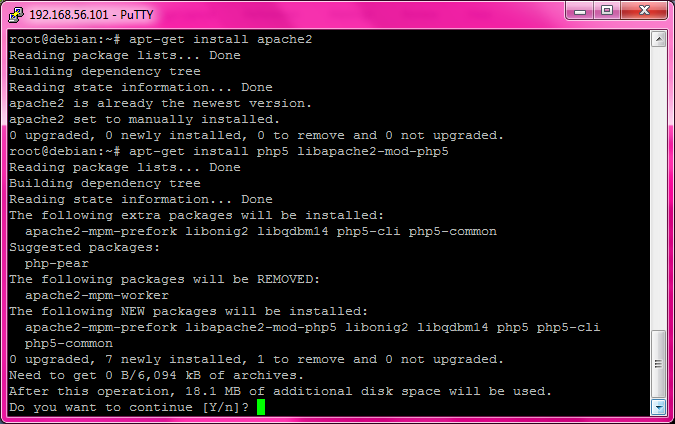 192.168.56.101 - PuTTY
root@debian:~# apt-get install apache2
Reading package lists... Done
Building dependency tree
Reading state information... Done
apache2 is already the newest version.
apache2 set to manually installed.
0 upgraded, 0 newly installed, 0 to remove and 0 not upgraded.
root@debian:~# apt-get install php5 libapache2-mod-php5
Reading package lists... Done
Building dependency tree
Reading state information... Done
The following extra packages will be installed:
  apache2-mpm-prefork libonig2 libqdbm14 php5-cli php5-common
Suggested packages:
  php-pear
The following packages will be REMOVED:
  apache2-mpm-worker
The following NEW packages will be installed:
  apache2-mpm-prefork libapache2-mod-php5 libonig2 libqdbm14 php5 php5-cli
  php5-common
0 upgraded, 7 newly installed, 1 to remove and 0 not upgraded.
Need to get 0 B/6,094 kB of archives.
After this operation, 18.1 MB of additional disk space will be used.
Do you want to continue [Y/n]?